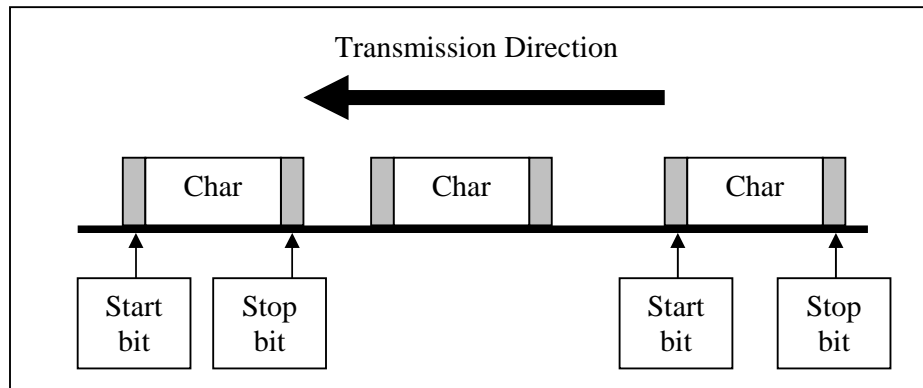 Transmission Direction
Char
Char
Char
Start
bit
Stop
bit
Start
bit
Stop
bit